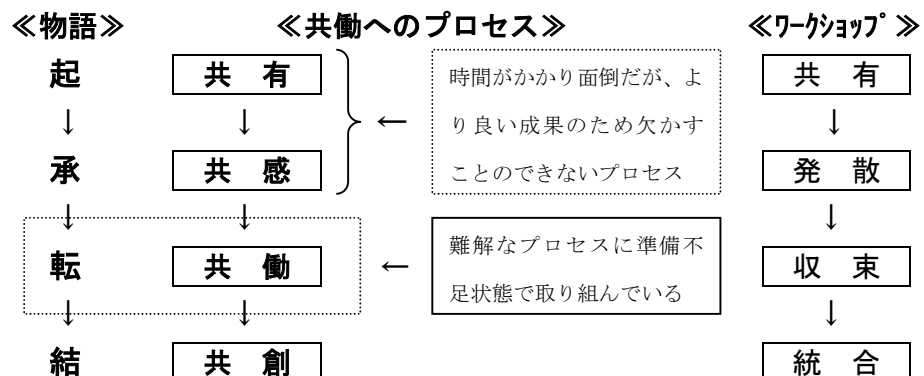 ≪物語≫ ≪共働へのプロセス≫ ≪ﾜｰｸｼｮｯﾌﾟ≫
起 共 有 時間がかかり面倒だが、よ 共 有
↓ ↓ ← り良い成果のため欠かす ↓
承 共 感 ことのできないプロセス 発 散
↓ ↓ ↓
転 共 働 ← 難解なプロセスに準備不 収 束
足状態で取り組んでいる
↓ ↓ ↓
結 共 創 統 合